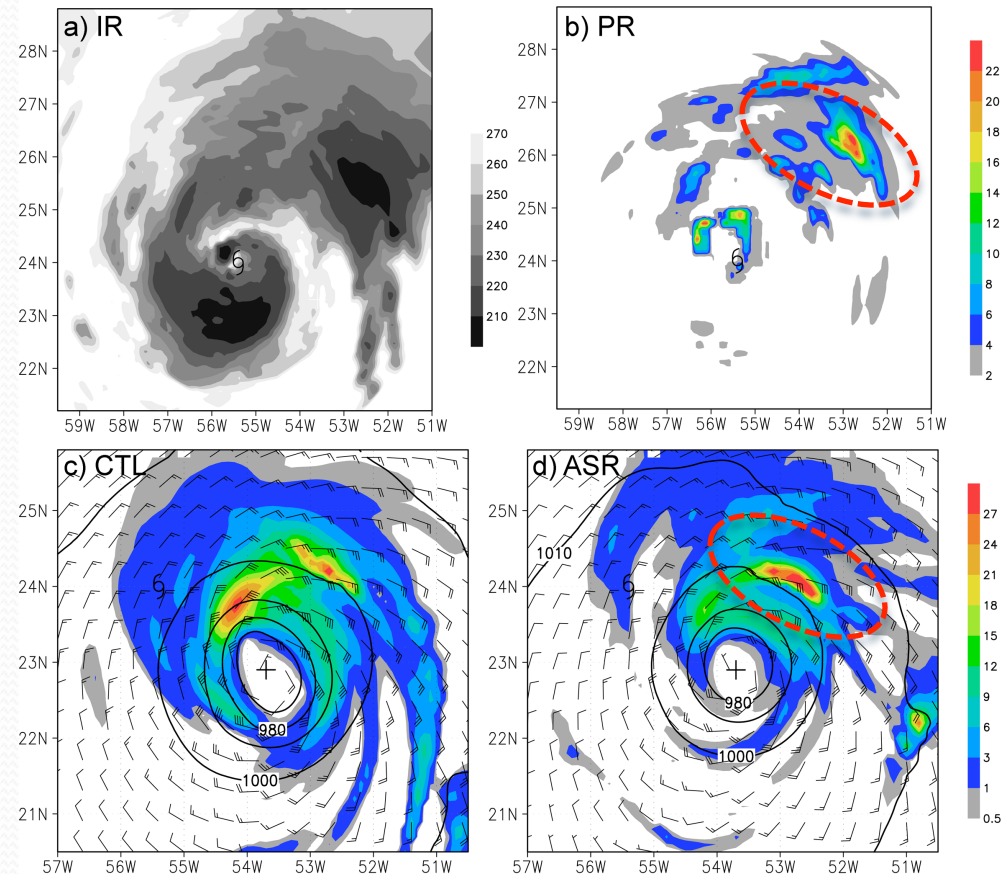 a) IR
28N
27N
26N
25N
24N
23N
22N
59W 58W 57W 56W 55W 54W 53W 52W 51W
270
260
250
240
230
220
210
b) PR
28N
27N
26N
25N
24N
23N
22N
59W 58W 57W 56W 55W 54W 53W 52W 51W
22
20
18
16
14
12
10
8
6
4
2
c) CTL
25N
24N
23N
22N
21N
980
1000
57W 56W 55W 54W 53W 52W 51W
d) ASR
25N
24N
23N
22N
21N
1010
980
1000
57W 56W 55W 54W 53W 52W 51W
27
24
21
18
15
12
9
6
3
1
0.5